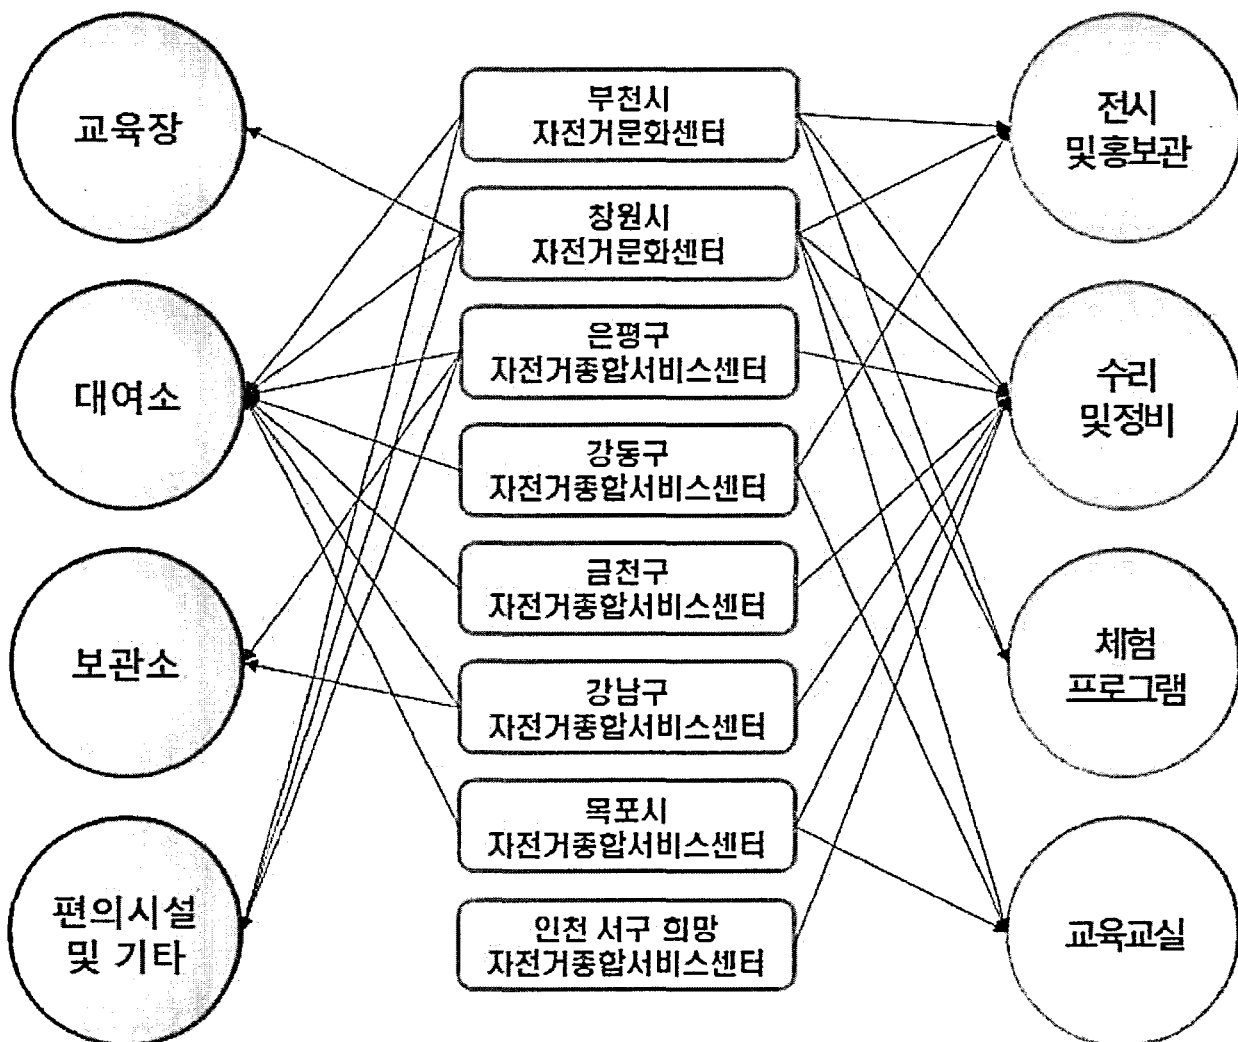 교육장
대여소
보관소
편의시설
및 기타
부천시
자전거문화센터
창원시
자전거문화센터
은평구
자전거종합서비스센터
강동구
자전거종합서비스센터
금천구
자전거종합서비스센터
강남구
자전거종합서비스센터
목포시
자전거종합서비스센터
인천 서구 희망
자전거종합서비스센터
전시
및홍보관
수리
및정비
체험
프로그램
교육교실